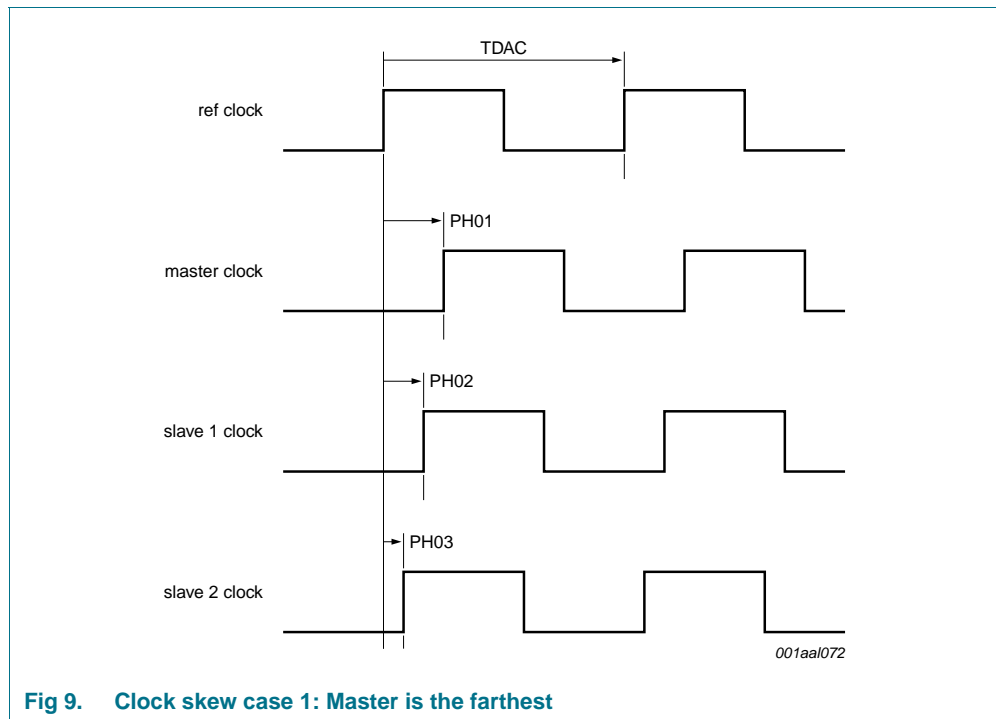 TDAC
ref clock
PH01
master clock
PH02
slave 1 clock
PH03
slave 2 clock
001aal072
Fig 9. Clock skew case 1: Master is the farthest